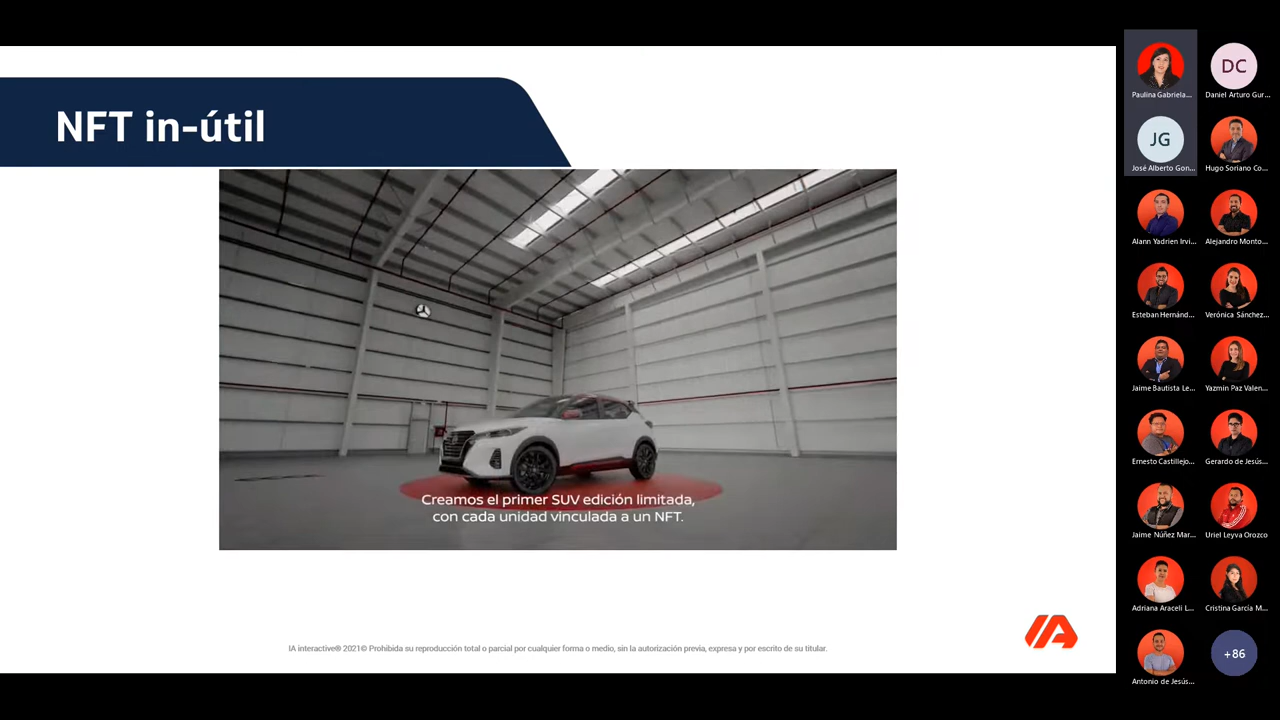 NFT in-útil
Creamos el primer SUV edición limitada,
con cada unidad vinculada a un NFT.
IA interactive® 2021© Prohibida su reproducción total o parcial por cualquier forma o medio, sin la autorización previa, expresa y por escrito de su titular.
IA
Paulina Gabriela...
DC
Daniel Arturo Gur...
JG
José Alberto Gon...
Hugo Soriano Co...
Alann Yadrien Irvi...
Alejandro Monto...
Esteban Hernánd...
Verónica Sánchez...
Jaime Bautista Le...
Yazmin Paz Valen...
Ernesto Castillejo...
Gerardo de Jesús...
Jaime Núñez Mar...
Uriel Leyva Orozco
Adriana Araceli L...
Cristina García M...
Antonio de Jesús...
+86